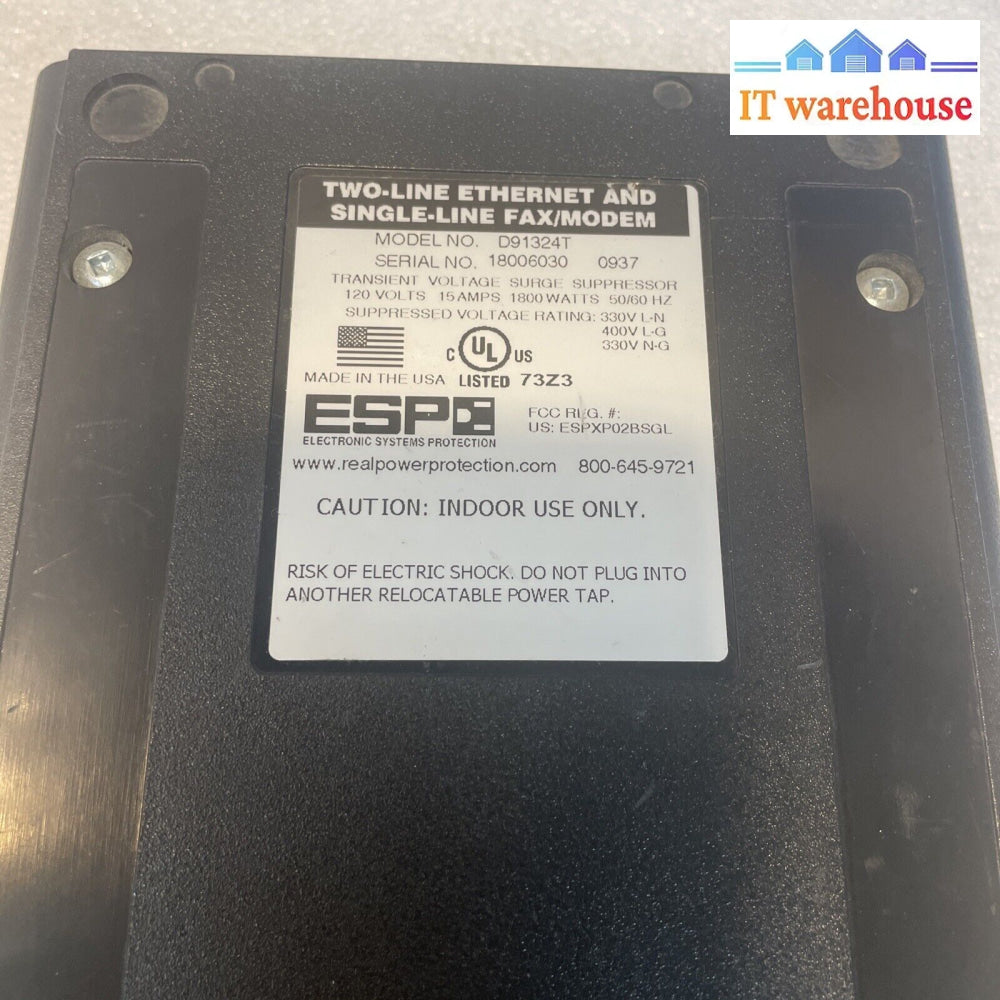 IT warehouse
TWO-LINE ETHERNET AND
SINGLE-LINE FAX/MODEM
MODEL NO. D91324T
SERIAL NO. 18006030 0937
TRANSIENT VOLTAGE SURGE SUPPRESSOR
120 VOLTS 15 AMPS 1800 WATTS 50/60 HZ
SUPPRESSED VOLTAGE RATING: 330V L-N
400V L-G
330V N-G
C UL US
MADE IN THE USA LISTED 73Z3
ESP
ELECTRONIC SYSTEMS PROTECTION
FCC REG. #:
US: ESPXP02BSGL
www.realpowerprotection.com 800-645-9721
CAUTION: INDOOR USE ONLY.
RISK OF ELECTRIC SHOCK. DO NOT PLUG INTO
ANOTHER RELOCATABLE POWER TAP.